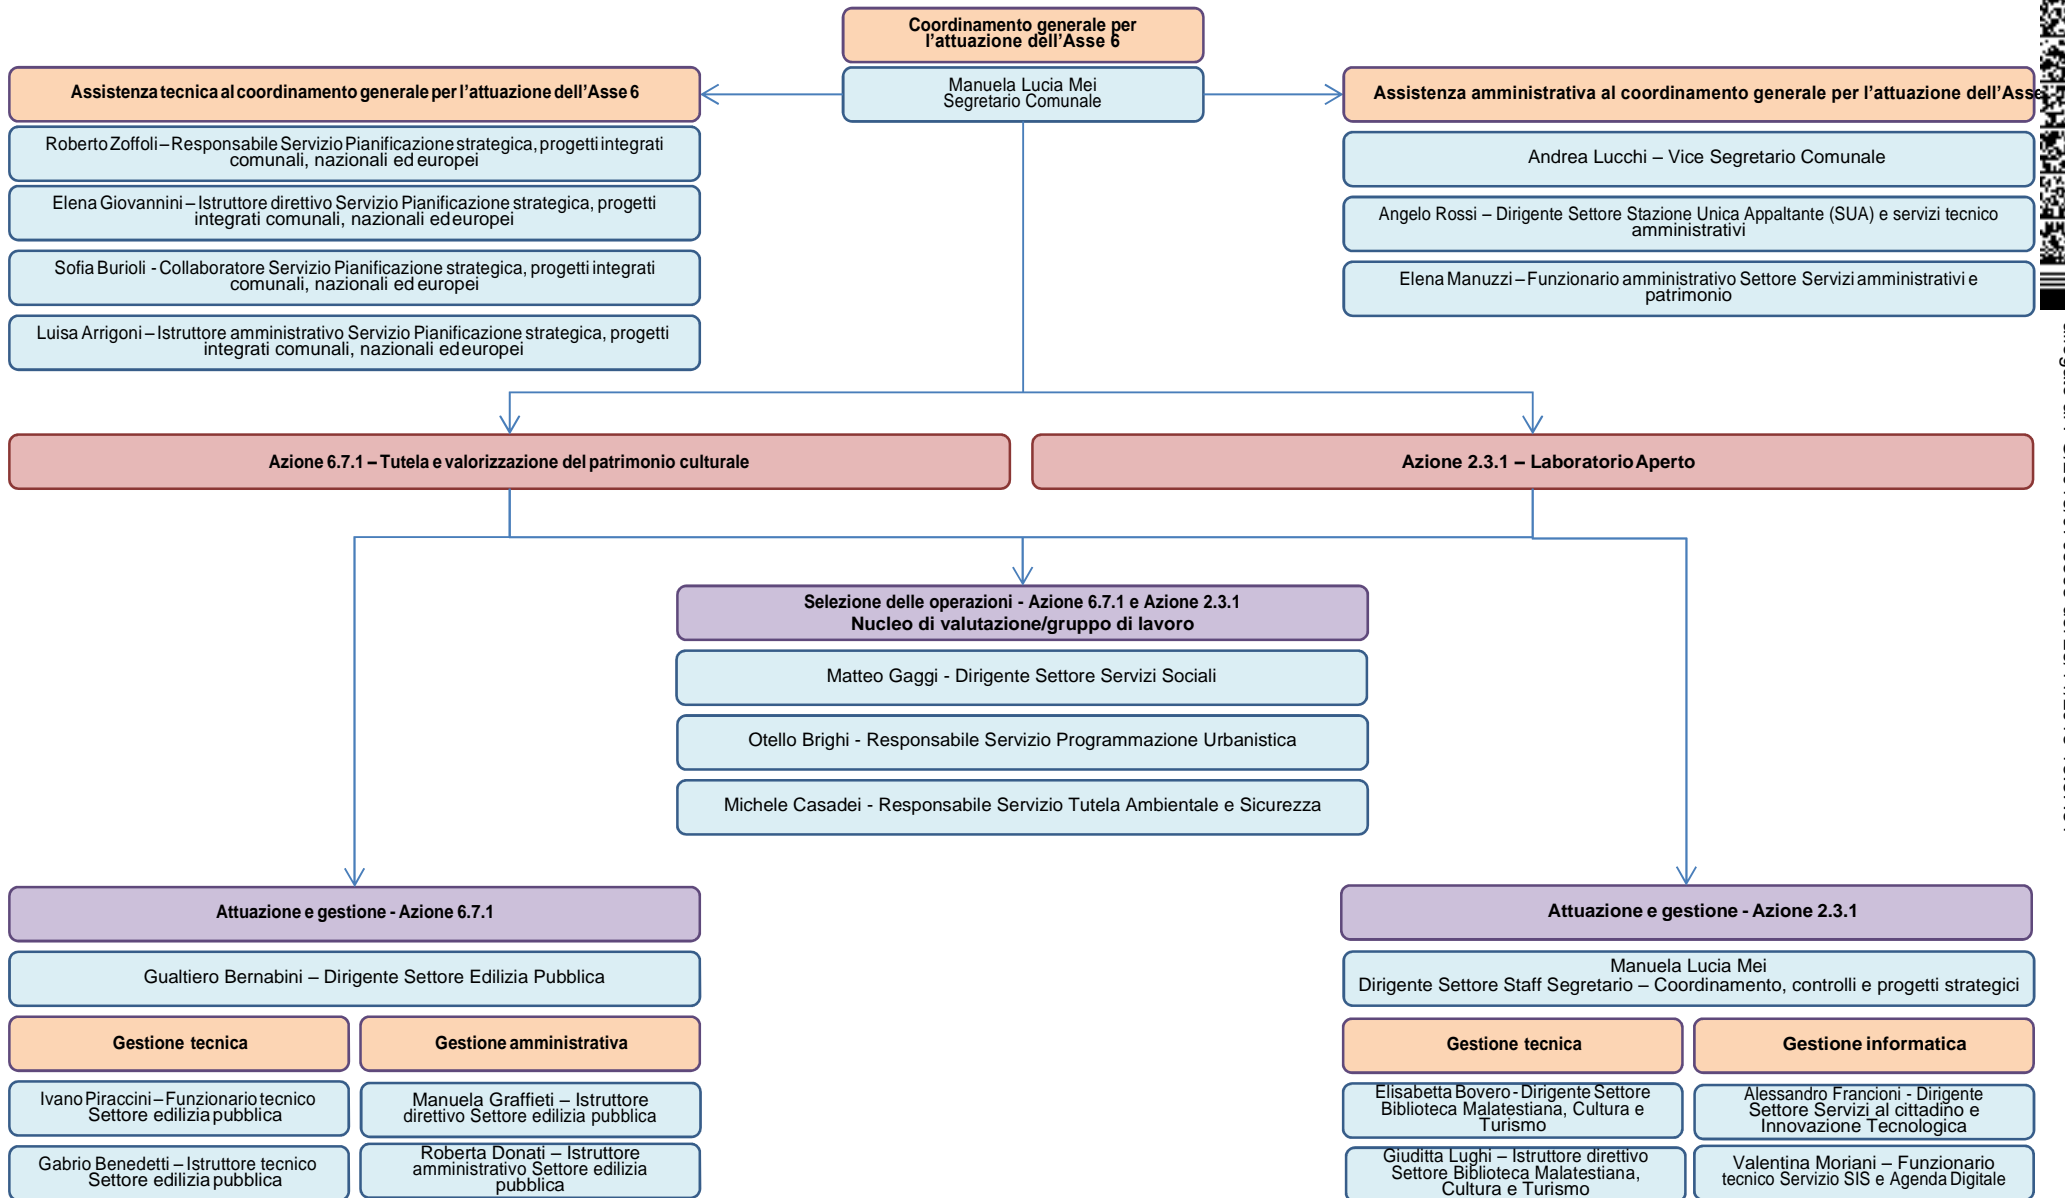 Coordinamento generale per
l'attuazione dell'Asse 6
Manuela Lucia Mei
Segretario Comunale
Assistenza tecnica al coordinamento generale per l'attuazione dell'Asse 6
Roberto Zoffoli – Responsabile Servizio Pianificazione strategica, progetti integrati
comunali, nazionali ed europei
Elena Giovannini – Istruttore direttivo Servizio Pianificazione strategica, progetti
integrati comunali, nazionali ed europei
Sofia Burioli - Collaboratore Servizio Pianificazione strategica, progetti integrati
comunali, nazionali ed europei
Luisa Arrigoni – Istruttore amministrativo Servizio Pianificazione strategica, progetti
integrati comunali, nazionali ed europei
Assistenza amministrativa al coordinamento generale per l'attuazione dell'Asse
Andrea Lucchi – Vice Segretario Comunale
Angelo Rossi – Dirigente Settore Stazione Unica Appaltante (SUA) e servizi tecnico
amministrativi
Elena Manuzzi – Funzionario amministrativo Settore Servizi amministrativi e
patrimonio
Azione 6.7.1 – Tutela e valorizzazione del patrimonio culturale
Azione 2.3.1 – Laboratorio Aperto
Selezione delle operazioni - Azione 6.7.1 e Azione 2.3.1
Nucleo di valutazione/gruppo di lavoro
Matteo Gaggi - Dirigente Settore Servizi Sociali
Otello Brighi - Responsabile Servizio Programmazione Urbanistica
Michele Casadei - Responsabile Servizio Tutela Ambientale e Sicurezza
Attuazione e gestione - Azione 6.7.1
Gualtiero Bernabini – Dirigente Settore Edilizia Pubblica
Gestione tecnica
Ivano Piraccini – Funzionario tecnico
Settore edilizia pubblica
Gabrio Benedetti – Istruttore tecnico
Settore edilizia pubblica
Gestione amministrativa
Manuela Graffieti – Istruttore
direttivo Settore edilizia pubblica
Roberta Donati – Istruttore
amministrativo Settore edilizia
pubblica
Attuazione e gestione - Azione 2.3.1
Manuela Lucia Mei
Dirigente Settore Staff Segretario – Coordinamento, controlli e progetti strategici
Gestione tecnica
Elisabetta Bovero - Dirigente Settore
Biblioteca Malatestiana, Cultura e
Turismo
Giuditta Lughi – Istruttore direttivo
Settore Biblioteca Malatestiana,
Cultura e Turismo
Gestione informatica
Alessandro Francioni - Dirigente
Settore Servizi al cittadino e
Innovazione Tecnologica
Valentina Moriani – Funzionario
tecnico Servizio SIS e Agenda Digitale